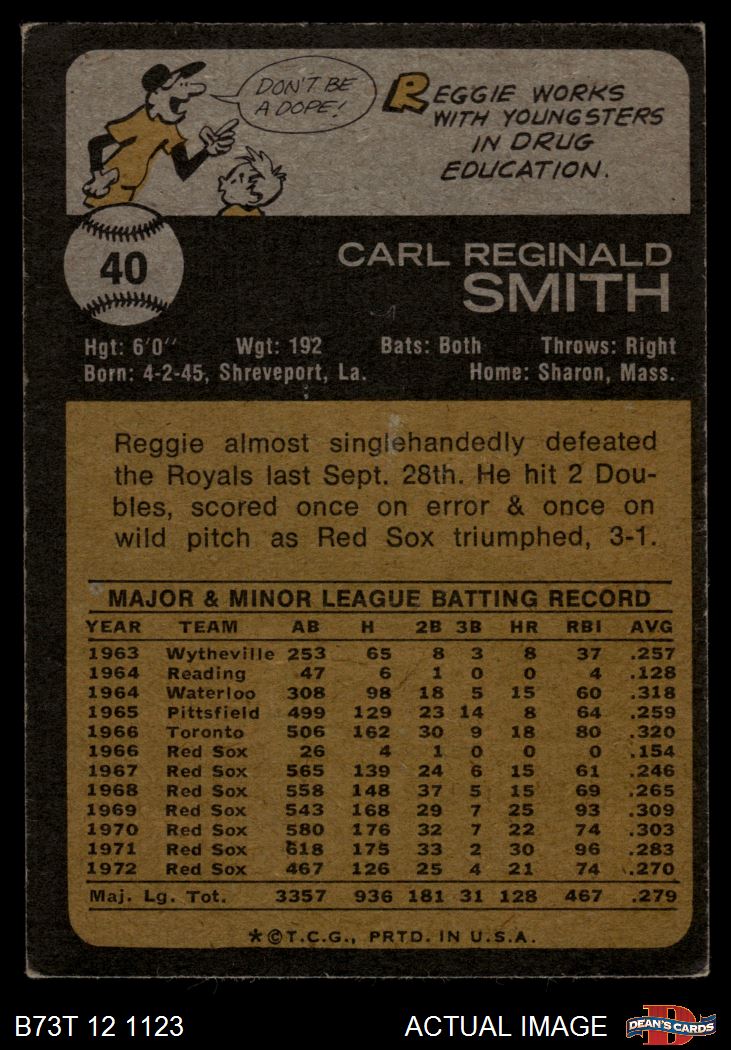 DON'T BE
A DOPE!
REGGIE WORKS
WITH YOUNGSTERS
IN DRUG
EDUCATION.
40
CARL REGINALD
SMITH
Hgt: 6'0" Wgt: 192 Bats: Both Throws: Right
Born: 4-2-45, Shreveport, La. Home: Sharon, Mass.
Reggie almost singlehandedly defeated
the Royals last Sept. 28th. He hit 2 Dou-
bles, scored once on error & once on
wild pitch as Red Sox triumphed, 3-1.
MAJOR & MINOR LEAGUE BATTING RECORD
YEAR TEAM AB H 2B 3B HR RBI AVG
1963 Wytheville 253 65 8 3 8 37 .257
1964 Reading 47 6 1 0 0 4 .128
1964 Waterloo 308 98 18 5 15 60 .318
1965 Pittsfield 499 129 23 14 8 64 .259
1966 Toronto 506 162 30 9 18 80 .320
1966 Red Sox 26 4 1 0 0 0 .154
1967 Red Sox 565 139 24 6 15 61 .246
1968 Red Sox 558 148 37 5 15 69 .265
1969 Red Sox 543 168 29 7 25 93 .309
1970 Red Sox 580 176 32 7 22 74 .303
1971 Red Sox 618 175 33 2 30 96 .283
1972 Red Sox 467 126 25 4 21 74 .270
Maj. Lg. Tot. 3357 936 181 31 128 467 .279
*©T.C.G., PRTD. IN U.S.A.
B73T 12 1123 ACTUAL IMAGE DEAN'S CARDS